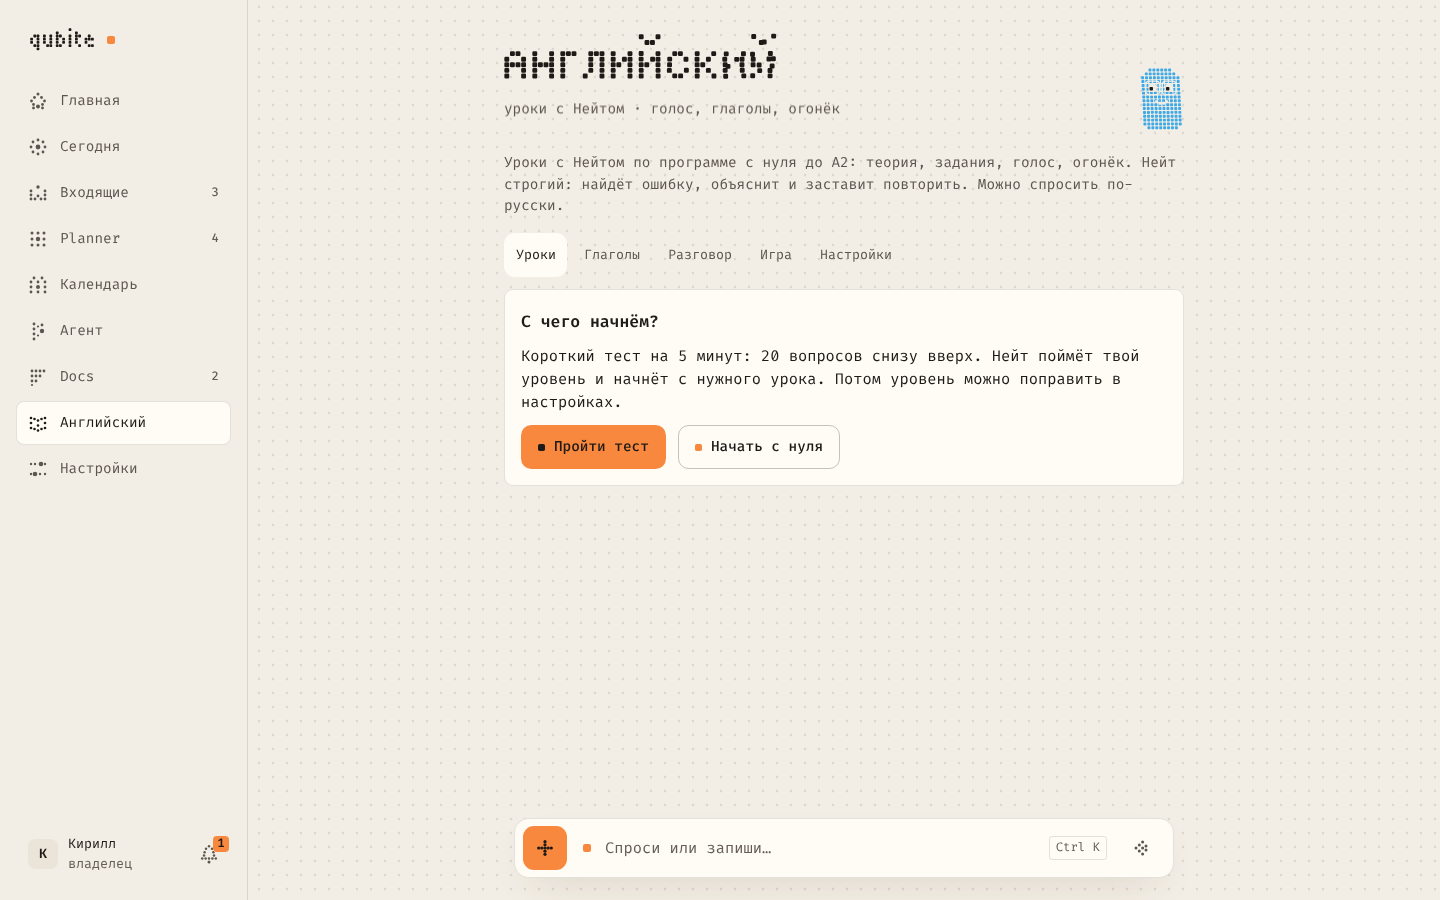 qubite
Главная
Сегодня
Входящие 3
Planner 4
Календарь
Агент
Docs 2
Английский
Настройки
К Кирилл
владелец
1
АНГЛИЙСКИЙ
уроки с Нейтом · голос, глаголы, огонёк
Уроки с Нейтом по программе с нуля до A2: теория, задания, голос, огонёк. Нейт
строгий: найдёт ошибку, объяснит и заставит повторить. Можно спросить по-
русски.
Уроки Глаголы Разговор Игра Настройки
С чего начнём?
Короткий тест на 5 минут: 20 вопросов снизу вверх. Нейт поймёт твой
уровень и начнёт с нужного урока. Потом уровень можно поправить в
настройках.
Пройти тест Начать с нуля
Спроси или запиши… Ctrl K